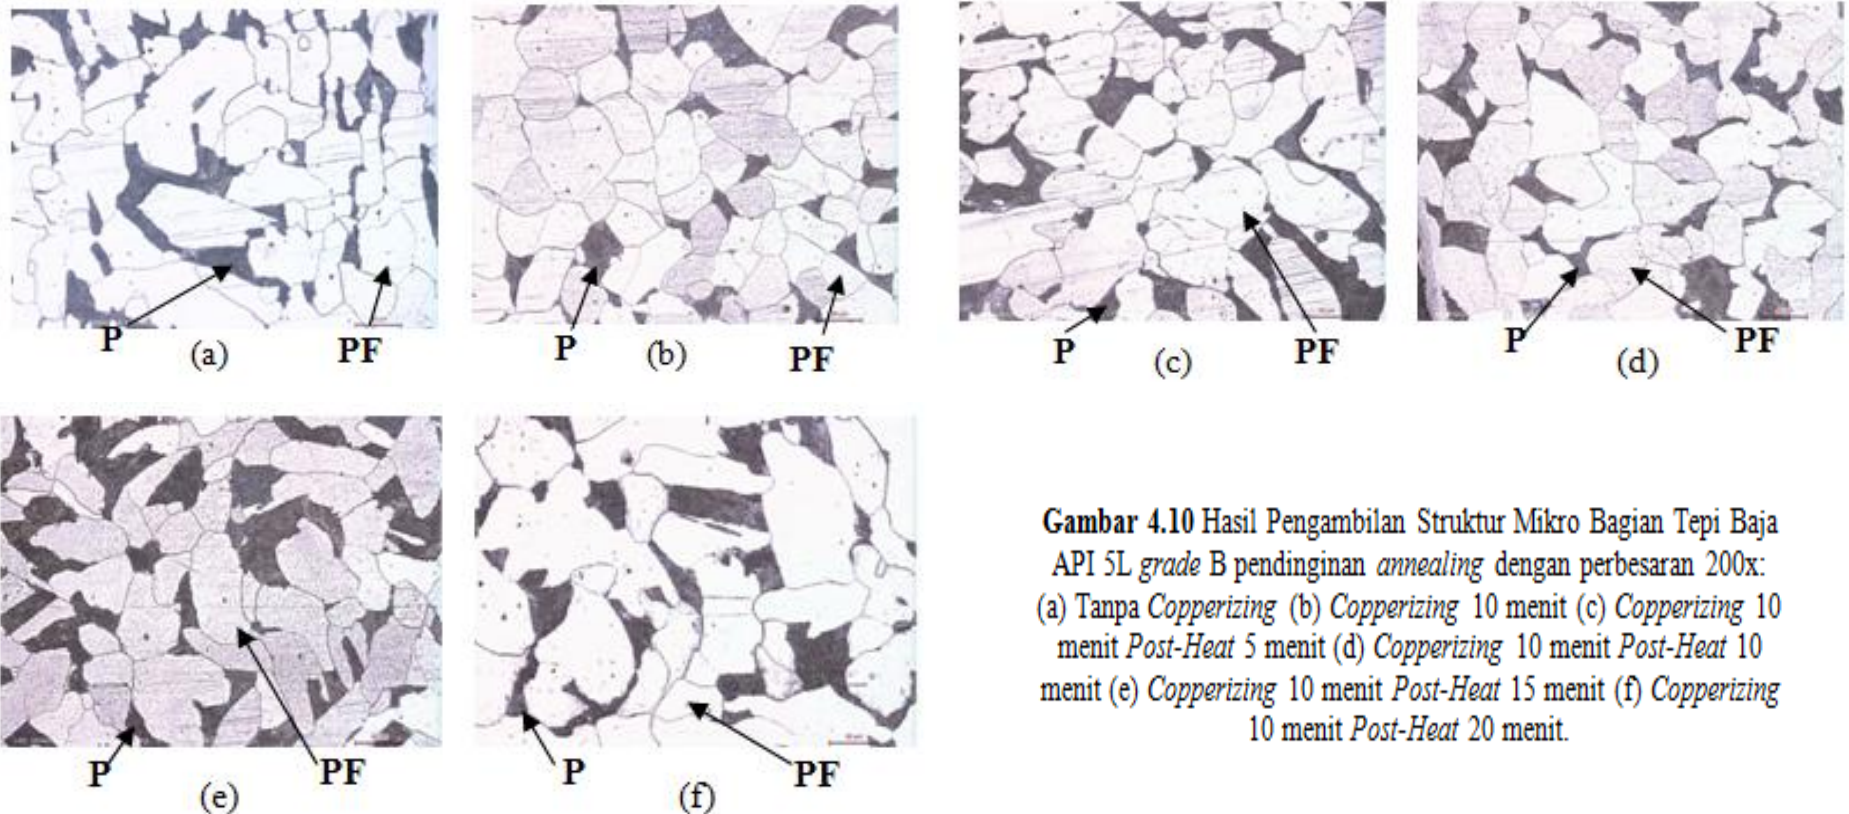 P
(a)
PF
P
(b)
PF
P
(c)
PF
P
(d)
PF
P
(e)
PF
P
(f)
PF
Gambar 4.10 Hasil Pengambilan Struktur Mikro Bagian Tepi Baja
API 5L grade B pendinginan annealing dengan perbesaran 200x:
(a) Tanpa Copperizing (b) Copperizing 10 menit (c) Copperizing 10
menit Post-Heat 5 menit (d) Copperizing 10 menit Post-Heat 10
menit (e) Copperizing 10 menit Post-Heat 15 menit (f) Copperizing
10 menit Post-Heat 20 menit.